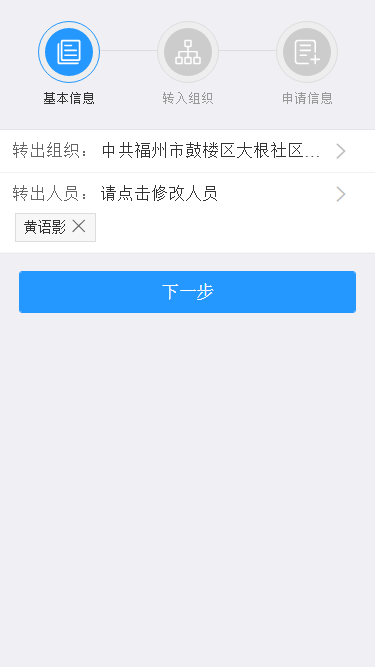 基本信息
转入组织
申请信息
转出组织：
中共福州市鼓楼区大根社区...
转出人员：
请点击修改人员
黄语影
下一步